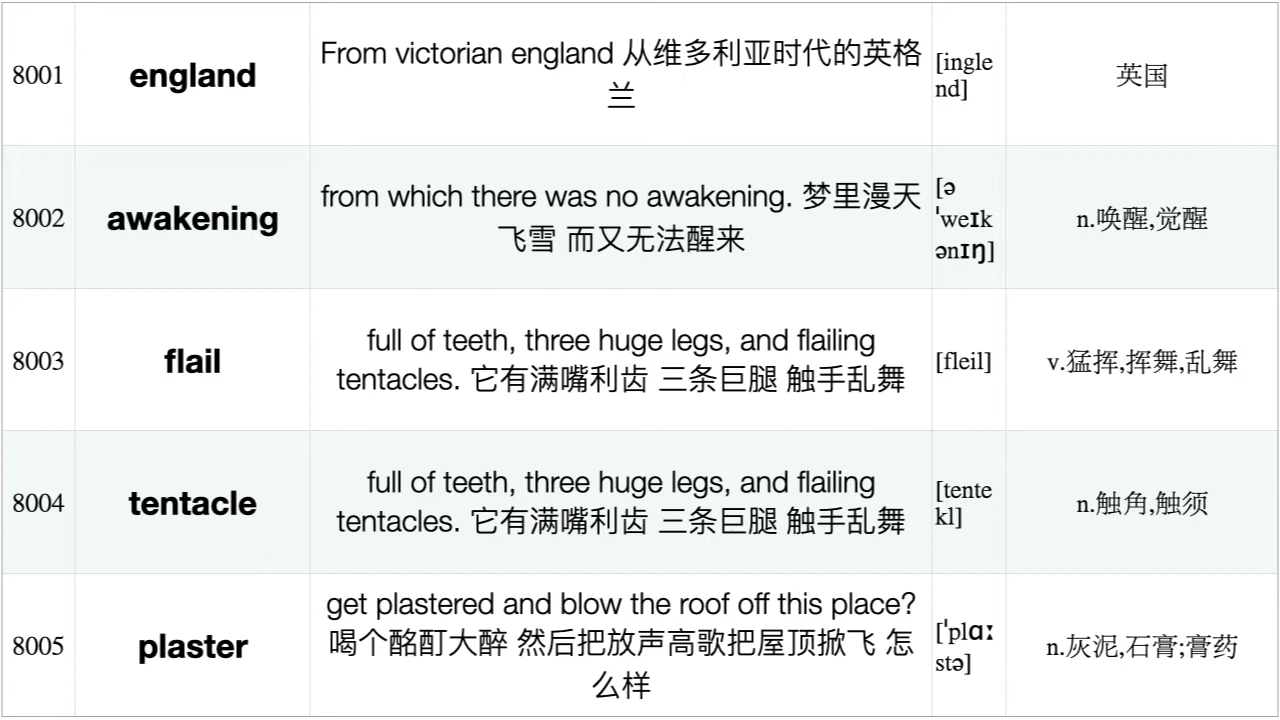 8001
england
From victorian england 从维多利亚时代的英格
兰
[ingle
nd]
英国
8002
awakening
from which there was no awakening. 梦里漫天
飞雪 而又无法醒来
[ə
ˈweɪk
ənɪŋ]
n.唤醒,觉醒
8003
flail
full of teeth, three huge legs, and flailing
tentacles. 它有满嘴利齿 三条巨腿 触手乱舞
[fleil]
v.猛挥,挥舞,乱舞
8004
tentacle
full of teeth, three huge legs, and flailing
tentacles. 它有满嘴利齿 三条巨腿 触手乱舞
[tente
kl]
n.触角,触须
8005
plaster
get plastered and blow the roof off this place?
喝个酩酊大醉 然后把放声高歌把屋顶掀飞 怎
么样
[ˈplɑː
stə]
n.灰泥,石膏;膏药